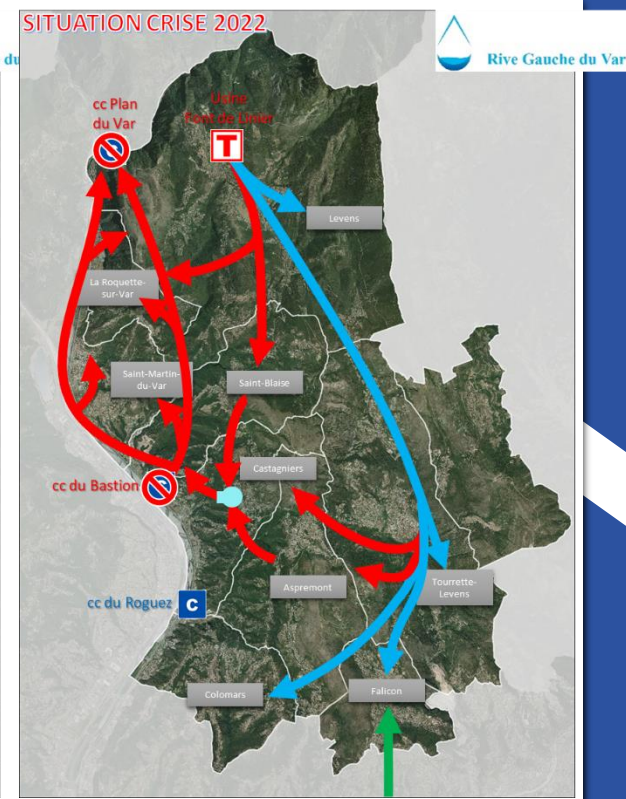 SITUATION CRISE 2022
du
Rive Gauche du Var
cc Plan
du Var
Usine
Font de Linier
T
Levens
La Roquette-
sur-Var
Saint-Martin-
du-Var
Saint-Blaise
Castagniers
cc du Bastion
Aspremont
Tourrette-
Levens
cc du Roguez
C
Colomars
Falicon